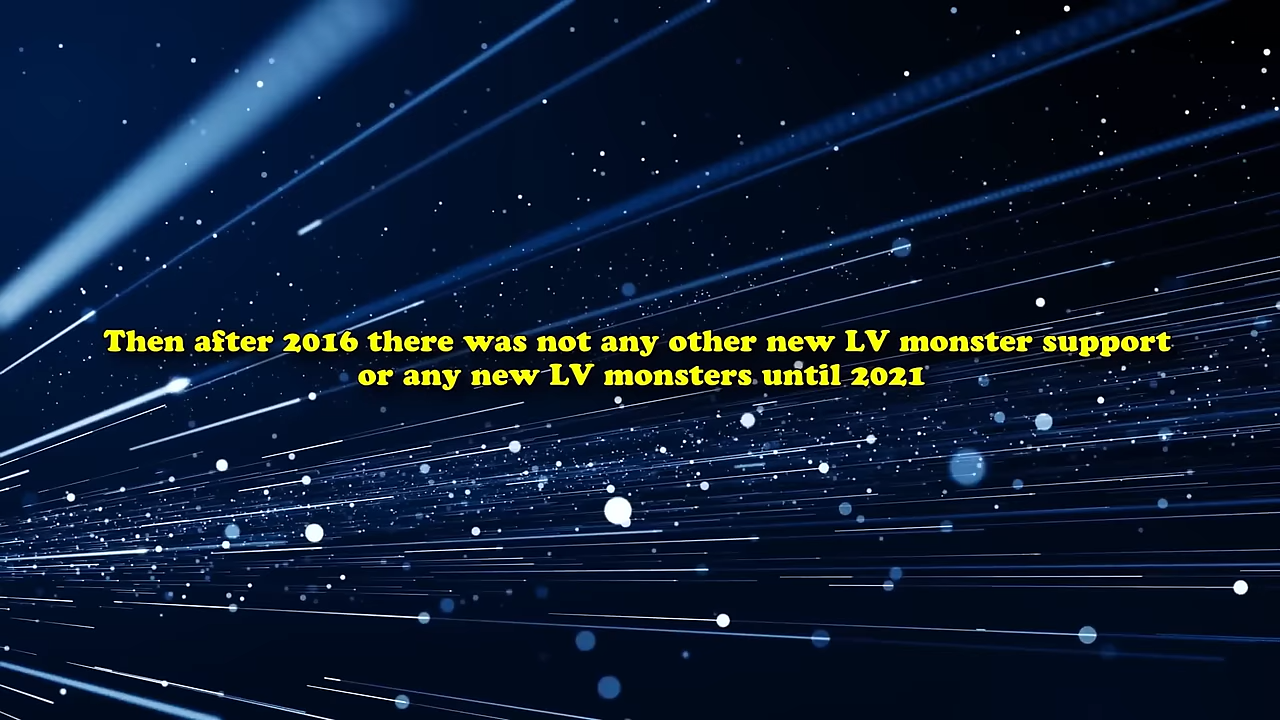 Then after 2016 there was not any other new LV monster support
or any new LV monsters until 2021